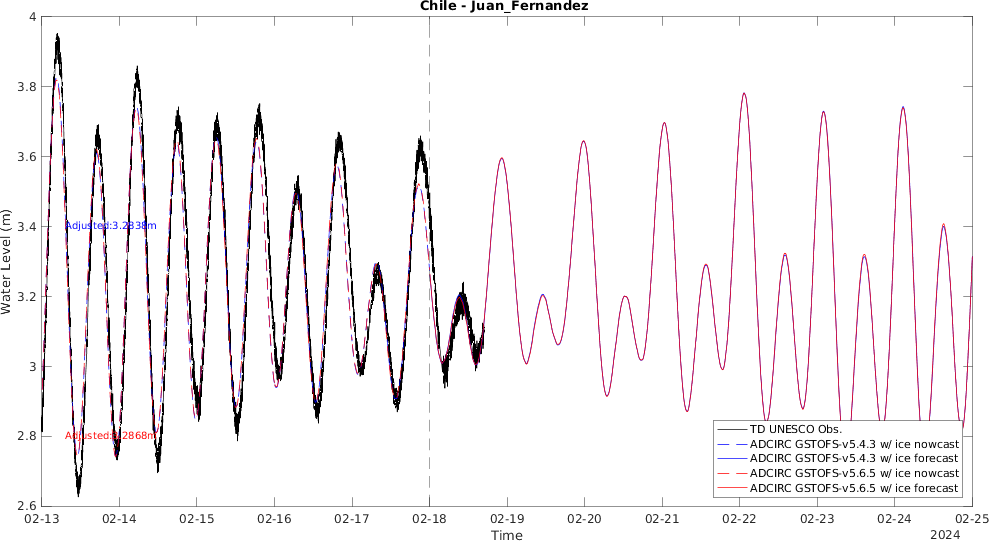 Chile - Juan_Fernandez
4
3.8
3.6
3.4
3.2
3
2.8
2.6
Water Level (m)
Adjusted:3.2338m
02-13
02-14
02-15
02-16
02-17
02-18
02-19
02-20
02-21
02-22
02-23
02-24
02-25
Time
2024
TD UNESCO Obs.
ADCIRC GSTOFS-v5.4.3 w/ ice nowcast
ADCIRC GSTOFS-v5.4.3 w/ ice forecast
ADCIRC GSTOFS-v5.6.5 w/ ice nowcast
ADCIRC GSTOFS-v5.6.5 w/ ice forecast